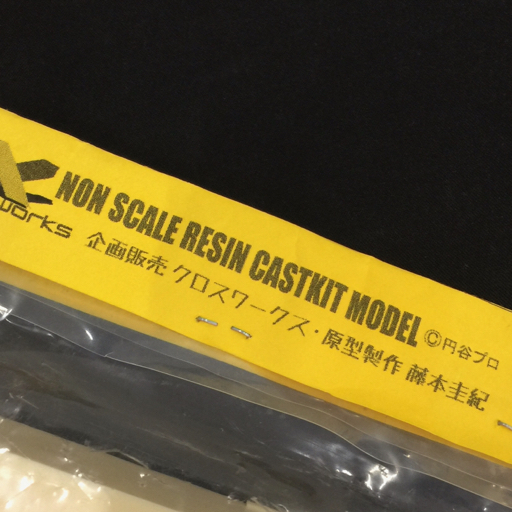 NON SCALE RESIN CASTKIT MODEL ©円谷プロ
works 企画販売 クロスワークス・原型製作 藤本圭紀